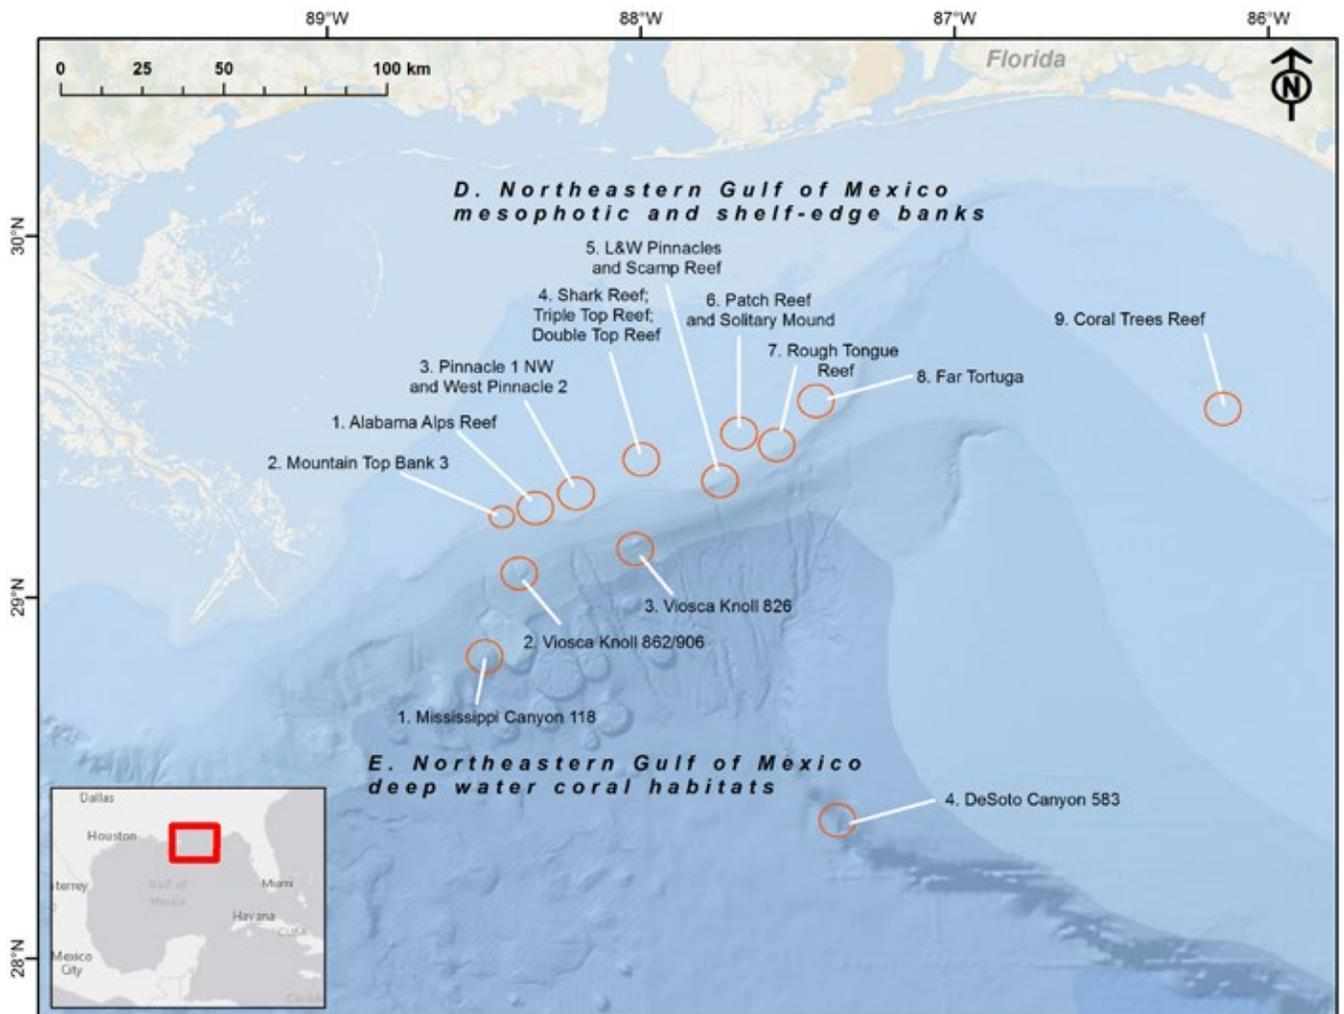 89°W
88°W
87°W
86°W
0
25
50
100 km
Florida
N
30°N
29°N
28°N
D. Northeastern Gulf of Mexico
mesophotic and shelf-edge banks
5. L&W Pinnacles
and Scamp Reef
4. Shark Reef;
Triple Top Reef;
Double Top Reef
6. Patch Reef
and Solitary Mound
9. Coral Trees Reef
7. Rough Tongue
Reef
3. Pinnacle 1 NW
and West Pinnacle 2
8. Far Tortuga
1. Alabama Alps Reef
2. Mountain Top Bank 3
3. Viosca Knoll 826
2. Viosca Knoll 862/906
1. Mississippi Canyon 118
E. Northeastern Gulf of Mexico
deep water coral habitats
4. DeSoto Canyon 583
Dallas
Houston
terrey
Gulf of
Mexico
Miami
Havana
CUBA
Mexico
City